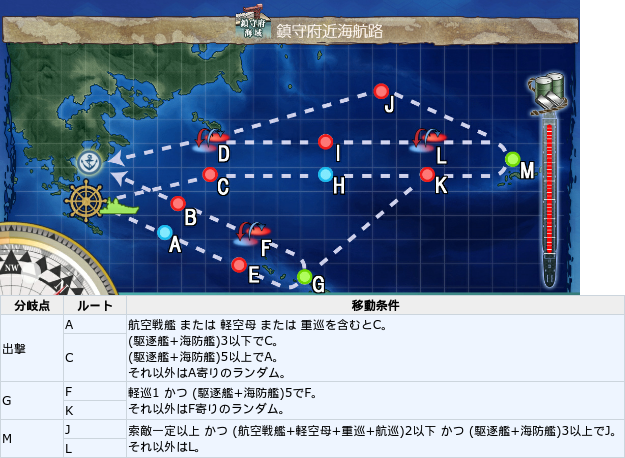 鎮守府
海域
鎮守府近海航路
J
D
I
L
M
C
H
K
B
A
F
E
G
NW
NW
分岐点 ルート 移動条件
出撃
A
C
航空戦艦 または 軽空母 または 重巡を含むとC。
(駆逐艦+海防艦)3以下でC。
(駆逐艦+海防艦)5以上でA。
それ以外はA寄りのランダム。
G
F
K
軽巡1 かつ (駆逐艦+海防艦)5でF。
それ以外はF寄りのランダム。
M
J
L
索敵一定以上 かつ (航空戦艦+軽空母+重巡+航巡)2以下 かつ (駆逐艦+海防艦)3以上でJ。
それ以外はL。